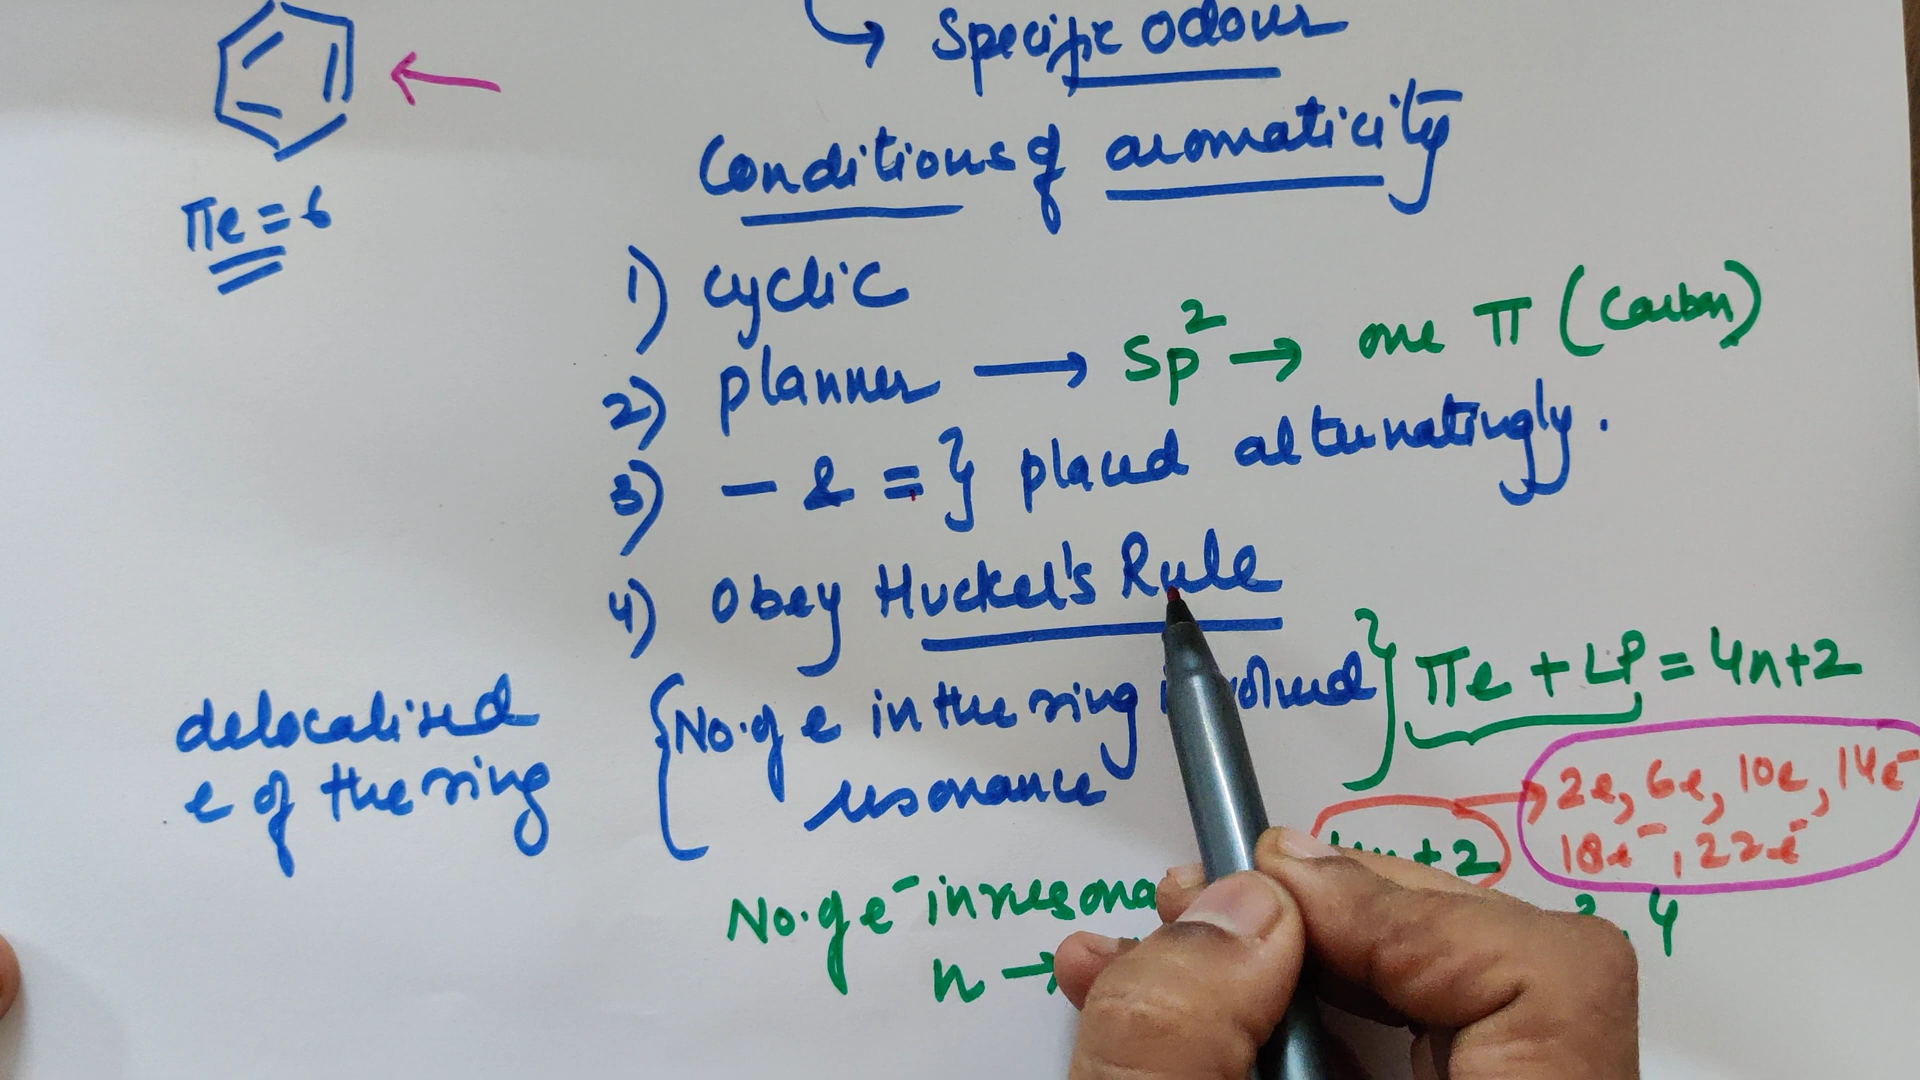 Specific odour
Conditions of aromaticity
πe = 6
1) cyclic
2) planner → Sp² → one π (Carbon)
3) – & = } placed alternatingly.
4) Obey Huckel's Rule
{No. of e in the ring involved resonance} πe + LP = 4n+2
delocalised
e of the ring
2e, 6e, 10e, 14e⁻
18e⁻, 22e⁻
+ 2
No. of e⁻ in
n →
, 4